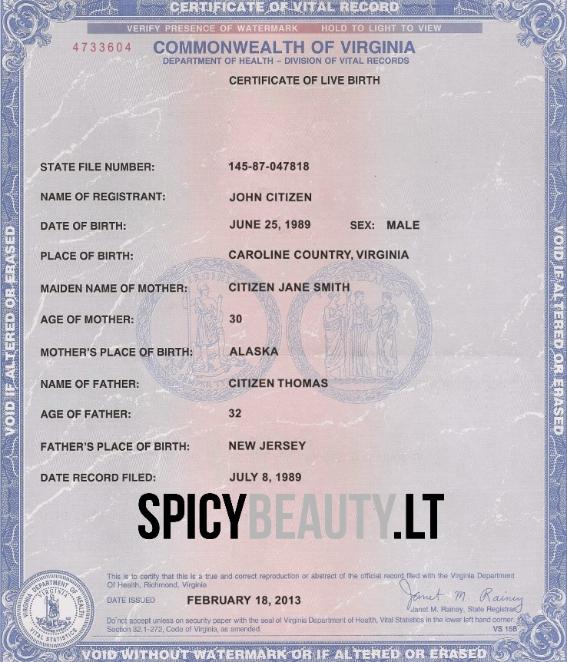 CERTIFICATE OF VITAL RECORD
VERIFY PRESENCE OF WATERMARK HOLD TO LIGHT TO VIEW
4733604 COMMONWEALTH OF VIRGINIA
DEPARTMENT OF HEALTH – DIVISION OF VITAL RECORDS
CERTIFICATE OF LIVE BIRTH
STATE FILE NUMBER: 145-87-047818
NAME OF REGISTRANT: JOHN CITIZEN
DATE OF BIRTH: JUNE 25, 1989 SEX: MALE
PLACE OF BIRTH: CAROLINE COUNTRY, VIRGINIA
MAIDEN NAME OF MOTHER: CITIZEN JANE SMITH
AGE OF MOTHER: 30
MOTHER'S PLACE OF BIRTH: ALASKA
NAME OF FATHER: CITIZEN THOMAS
AGE OF FATHER: 32
FATHER'S PLACE OF BIRTH: NEW JERSEY
DATE RECORD FILED: JULY 8, 1989
SPICYBEAUTY.LT
This is to certify that this is a true and correct reproduction or abstract of the official record filed with the Virginia Department
Of Health, Richmond, Virginia
DATE ISSUED FEBRUARY 18, 2013
Janet M. Rainey
Janet M. Rainey, State Registrar
Do not accept unless on security paper with the seal of Virginia Department of Health, Vital Statistics in the lower left hand corner.
Section 32.1-272, Code of Virginia, as amended. VS 15B
VIRGINIA DEPARTMENT OF HEALTH
VIRGINIA
VITAL STATISTICS
VOID WITHOUT WATERMARK OR IF ALTERED OR ERASED
VOID IF ALTERED OR ERASED
VOID IF ALTERED OR ERASED